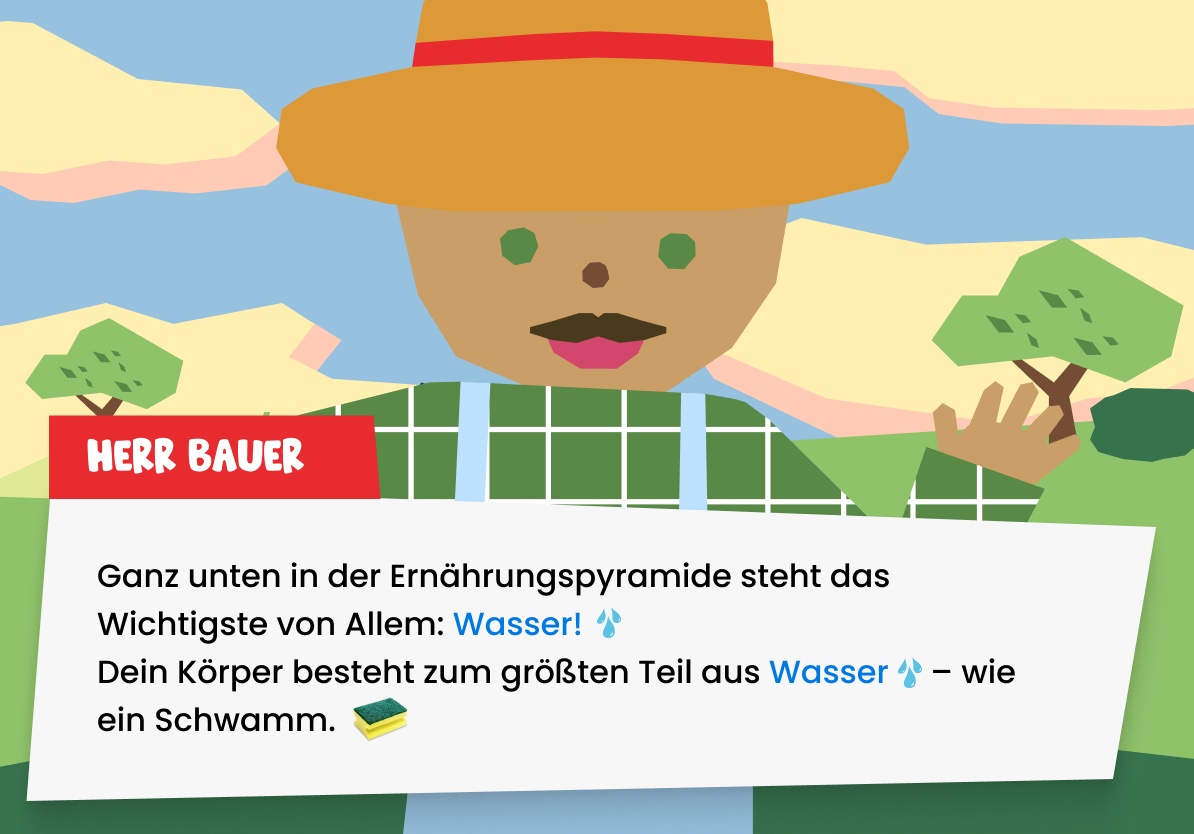 HERR BAUER
Ganz unten in der Ernährungspyramide steht das
Wichtigste von Allem: Wasser! 💦
Dein Körper besteht zum größten Teil aus Wasser 💦 – wie
ein Schwamm. 🧽